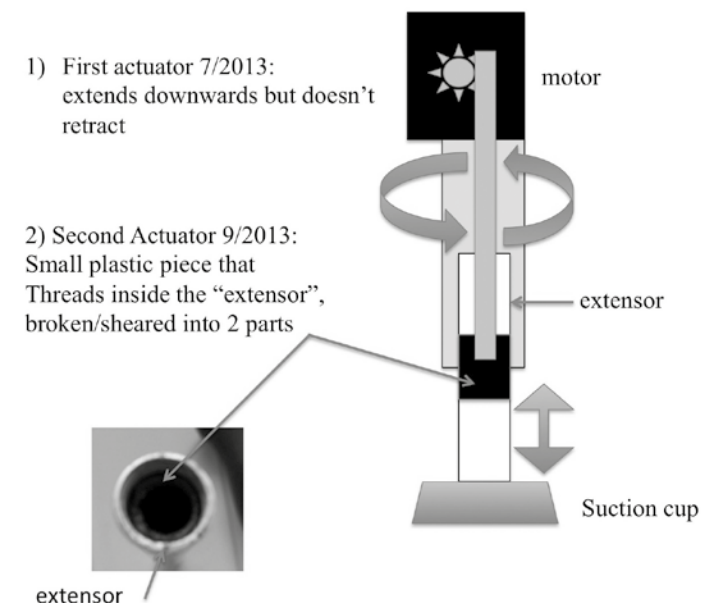 1) First actuator 7/2013:
extends downwards but doesn’t
retract
motor
2) Second Actuator 9/2013:
Small plastic piece that
Threads inside the “extensor”,
broken/sheared into 2 parts
extensor
Suction cup
extensor